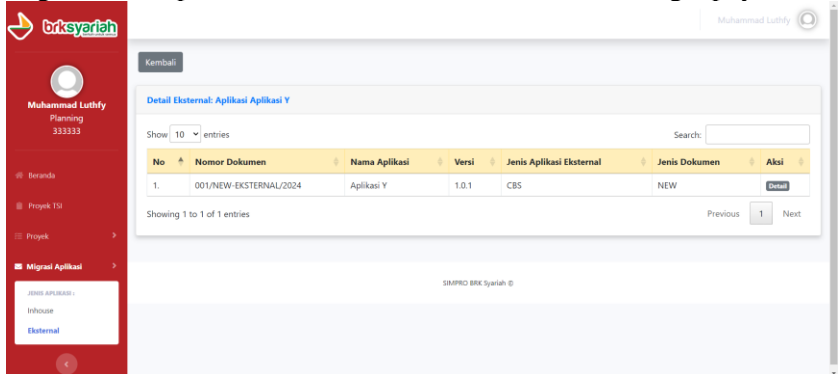 brksyariah
Muhammad Luthfy
Muhammad Luthfy
Planning
333333
Beranda
Proyek TSI
Proyek
Migrasi Aplikasi
JENIS APLIKASI :
Inhouse
Eksternal
Kembali
Detail Eksternal: Aplikasi Aplikasi Y
Show 10 entries
Search:
No Nomor Dokumen Nama Aplikasi Versi Jenis Aplikasi Eksternal Jenis Dokumen Aksi
1. 001/NEW-EKSTERNAL/2024 Aplikasi Y 1.0.1 CBS NEW Detail
Showing 1 to 1 of 1 entries
Previous 1 Next
SIMPRO BRK Syariah ©